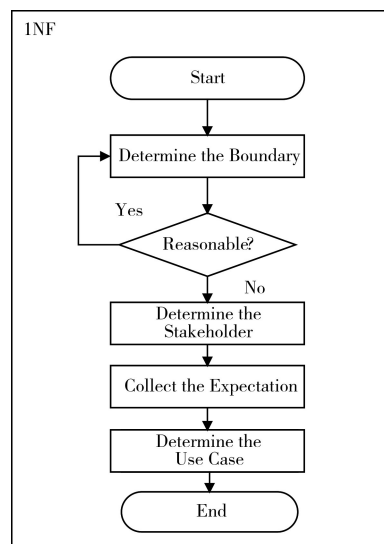 1NF
Start
Determine the Boundary
Yes
Reasonable?
No
Determine the
Stakeholder
Collect the Expectation
Determine the
Use Case
End